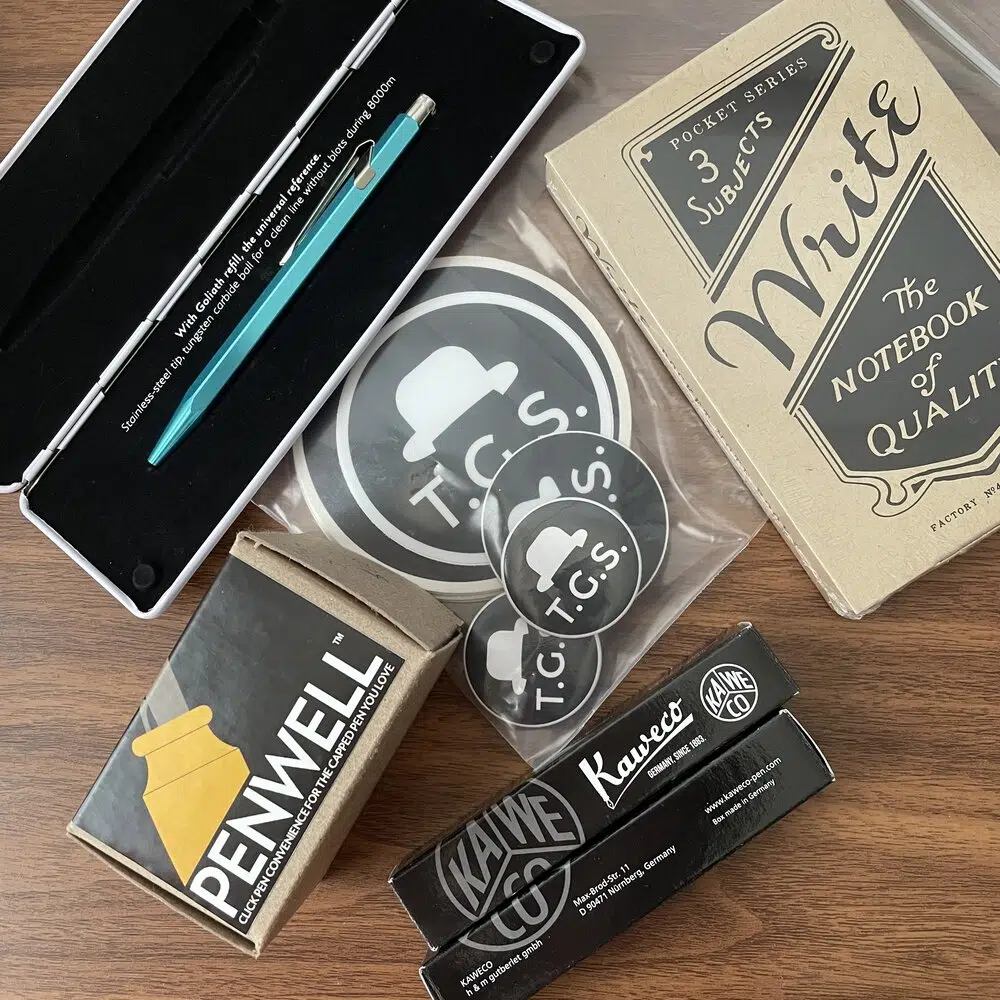 With Goliath refill, the universal reference.
Stainless-steel tip, tungsten carbide ball for a clean line without blots during 8000m
POCKET SERIES
3
SUBJECTS
Write
The
NOTEBOOK
of
QUALIT
FACTORY Nº4
T.G.S.
S.
T.G.S.
T.G.
PENWELL™
CLICK PEN CONVENIENCE FOR THE CAPPED PEN YOU LOVE
Kaweco
GERMANY, SINCE 1883.
KA WE
CO
KA WE
CO
www.kaweco-pen.com
Box made in Germany
Max-Brod-Str. 11
D 90471 Nürnberg, Germany
KAWECO
h & m gutberlet gmbh